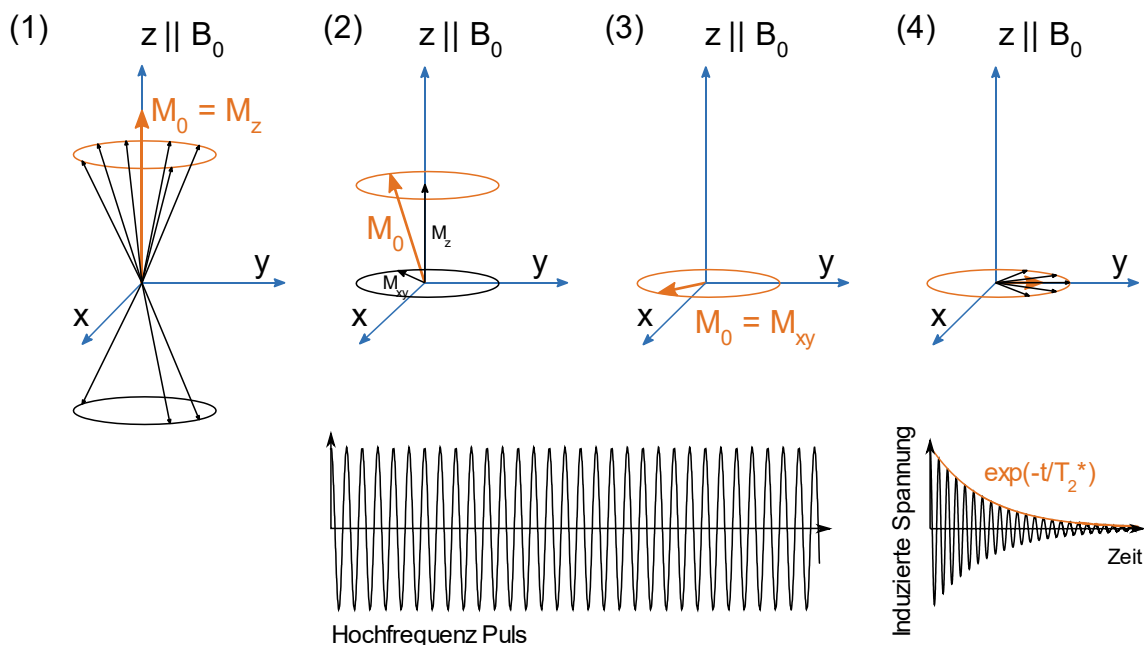 (1)
z || B0
M0 = Mz
y
x
(2)
z || B0
M0
Mz
Mxy
y
x
(3)
z || B0
y
x
M0 = Mxy
(4)
z || B0
y
x
Hochfrequenz Puls
Induzierte Spannung
exp(-t/T2*)
Zeit